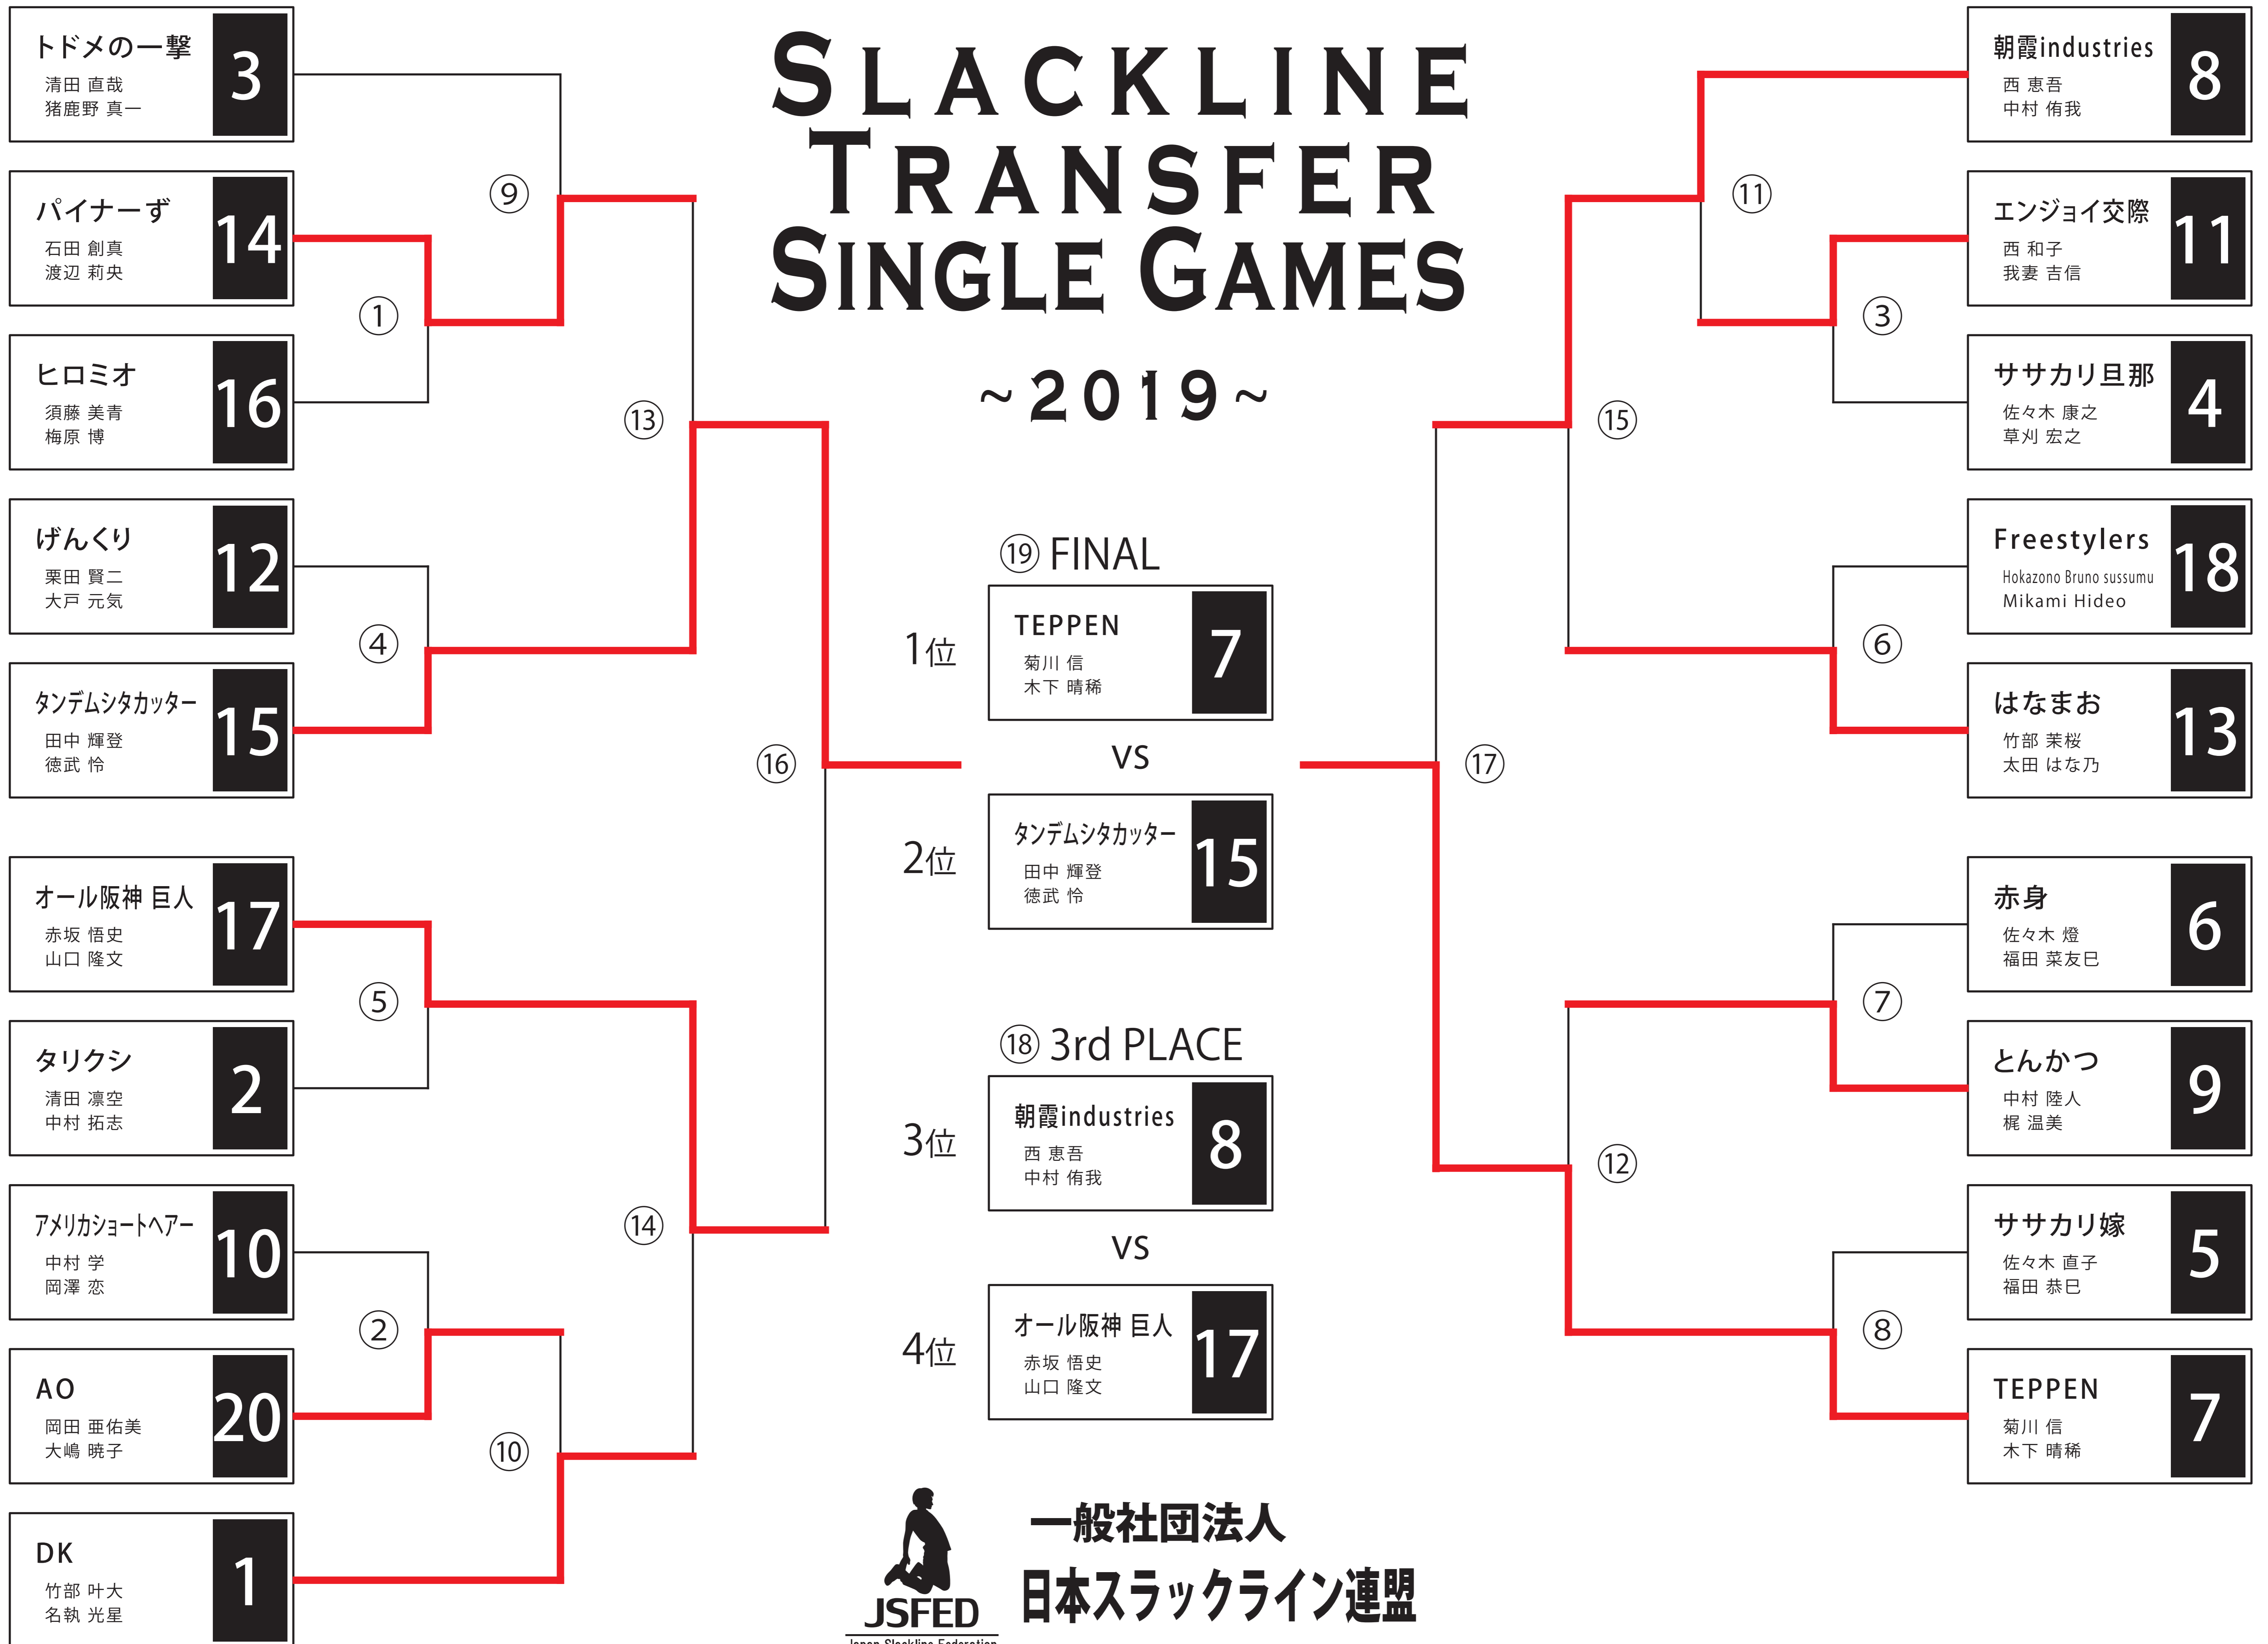 SLACKLINE
TRANSFER
SINGLE GAMES
~2019~
トドメの一撃
3
清田 直哉
猪鹿野 真一
パイナーず
14
石田 創真
渡辺 莉央
ヒロミオ
16
須藤 美青
梅原 博
げんくり
12
栗田 賢二
大戸 元気
タンデムシタカッター
15
田中 輝登
徳武 怜
オール阪神 巨人
17
赤坂 悟史
山口 隆文
タリクシ
2
清田 凛空
中村 拓志
アメリカショートヘアー
10
中村 学
岡澤 恋
AO
20
岡田 亜佑美
大嶋 暁子
DK
1
竹部 叶大
名執 光星
①
④
⑤
②
⑨
⑩
⑬
⑭
⑯
⑲ FINAL
1位
TEPPEN
7
菊川 信
木下 晴稀
VS
2位
タンデムシタカッター
15
田中 輝登
徳武 怜
⑱ 3rd PLACE
3位
朝霞industries
8
西 恵吾
中村 侑我
VS
4位
オール阪神 巨人
17
赤坂 悟史
山口 隆文
⑰
⑮
⑫
⑪
③
⑥
⑦
⑧
朝霞industries
8
西 恵吾
中村 侑我
エンジョイ交際
11
西 和子
我妻 吉信
ササカリ旦那
4
佐々木 康之
草刈 宏之
Freestylers
18
Hokazono Bruno sussumu
Mikami Hideo
はなまお
13
竹部 茉桜
太田 はな乃
赤身
6
佐々木 燈
福田 菜友巳
とんかつ
9
中村 陸人
梶 温美
ササカリ嫁
5
佐々木 直子
福田 恭巳
TEPPEN
7
菊川 信
木下 晴稀
JSFED
Japan Slackline Federation
一般社団法人
日本スラックライン連盟